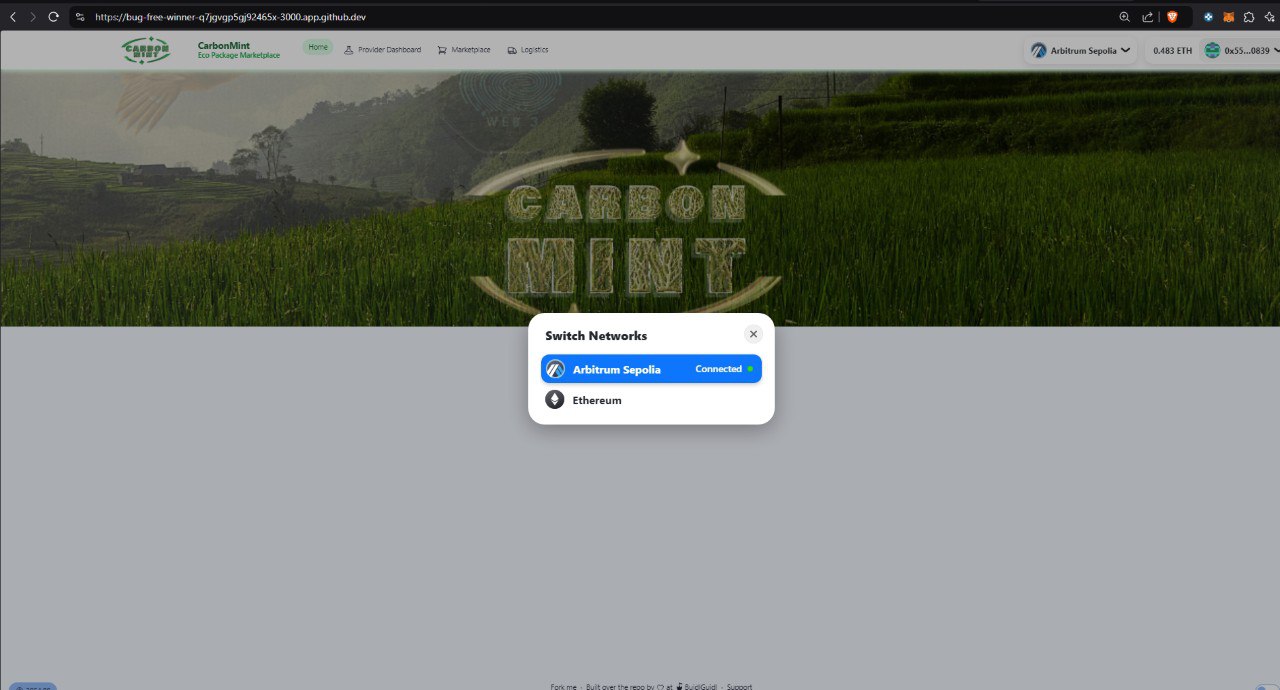 https://bug-free-winner-q7jgvgp5gj92465x-3000.app.github.dev
CARBON
MINT
CarbonMint
Eco Package Marketplace
Home
Provider Dashboard
Marketplace
Logistics
Arbitrum Sepolia
0.483 ETH
0x55...0839
WEB 3
CARBON
MINT
Switch Networks
Arbitrum Sepolia
Connected
Ethereum
Fork me · Built over the repo by at BuidlGuidl · Support